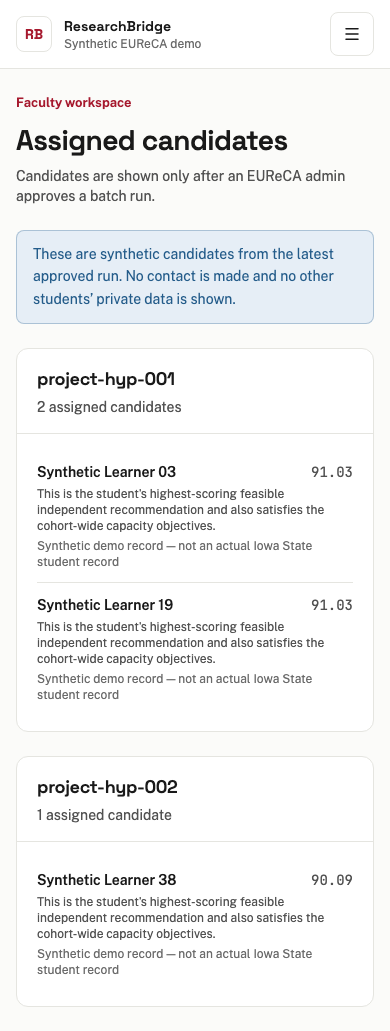 RB
ResearchBridge
Synthetic EUReCA demo
Faculty workspace
Assigned candidates
Candidates are shown only after an EUReCA admin
approves a batch run.
These are synthetic candidates from the latest
approved run. No contact is made and no other
students’ private data is shown.
project-hyp-001
2 assigned candidates
Synthetic Learner 03 91.03
This is the student’s highest-scoring feasible
independent recommendation and also satisfies the
cohort-wide capacity objectives.
Synthetic demo record — not an actual Iowa State
student record
Synthetic Learner 19 91.03
This is the student’s highest-scoring feasible
independent recommendation and also satisfies the
cohort-wide capacity objectives.
Synthetic demo record — not an actual Iowa State
student record
project-hyp-002
1 assigned candidate
Synthetic Learner 38 90.09
This is the student’s highest-scoring feasible
independent recommendation and also satisfies the
cohort-wide capacity objectives.
Synthetic demo record — not an actual Iowa State
student record